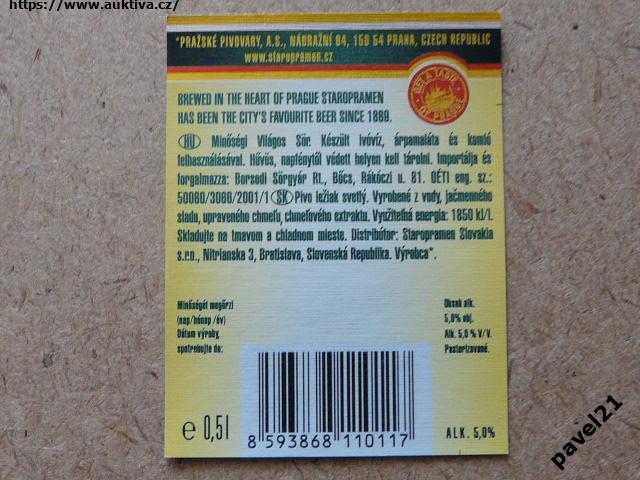 https://www.auktiva.cz/
*PRAŽSKÉ PIVOVARY, A.S., NÁDRAŽNÍ 84, 150 54 PRAHA, CZECH REPUBLIC
www.staropramen.cz
GET A TASTE OF PRAGUE
BREWED IN THE HEART OF PRAGUE STAROPRAMEN
HAS BEEN THE CITY'S FAVOURITE BEER SINCE 1869.
HU Minőségi Világos Sör. Készült ivóvíz, árpamaláta és komló
felhasználásával. Hűvös, napfénytől védett helyen kell tárolni. Importálja és
forgalmazza: Borsodi Sörgyár Rt., Bőcs, Rákóczi u. 81. OÉTI eng. sz.:
50080/3086/2001/1 SK Pivo ležiak svetlý. Vyrobené z vody, jačmenného
sladu, upraveného chmeľu, chmeľového extraktu. Využiteľná energia: 1850 kJ/l.
Skladujte na tmavom a chladnom mieste. Distribútor: Staropramen Slovakia
s.r.o., Nitrianska 3, Bratislava, Slovenská Republika. Výrobca*.
Minőségét megőrzi
(nap/hónap /év)
Dátum výroby,
spotrebujte do:
Obsah alk.
5,0% obj.
Alk. 5,0 % V/V.
Pasterizované.
e 0,5l
8 593868 110117
ALK. 5,0%
pavel21